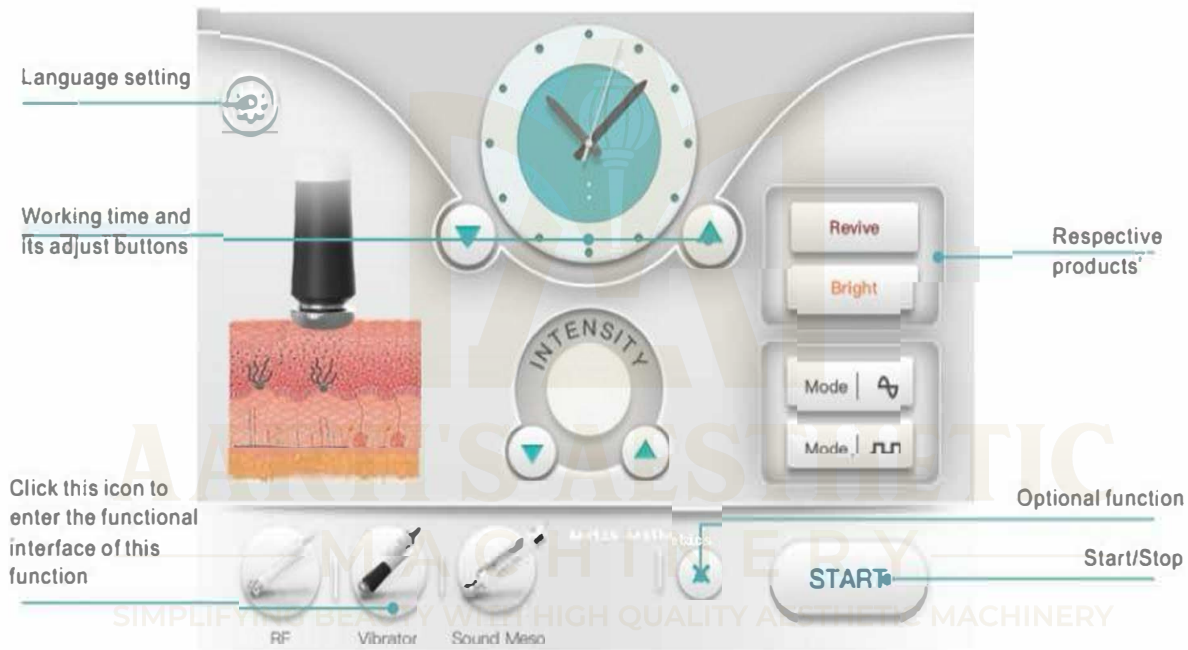 Language setting
Working time and
its adjust buttons
Revive
Bright
Respective
products'
INTENSITY
Mode
Mode
Click this icon to
enter the functional
interface of this
function
Optional function
Start/Stop
START
RF
Vibrator
Sound Meso
AARIT'S AESTHETIC
MACHINERY
SIMPLIFYING BEAUTY WITH HIGH QUALITY AESTHETIC MACHINERY